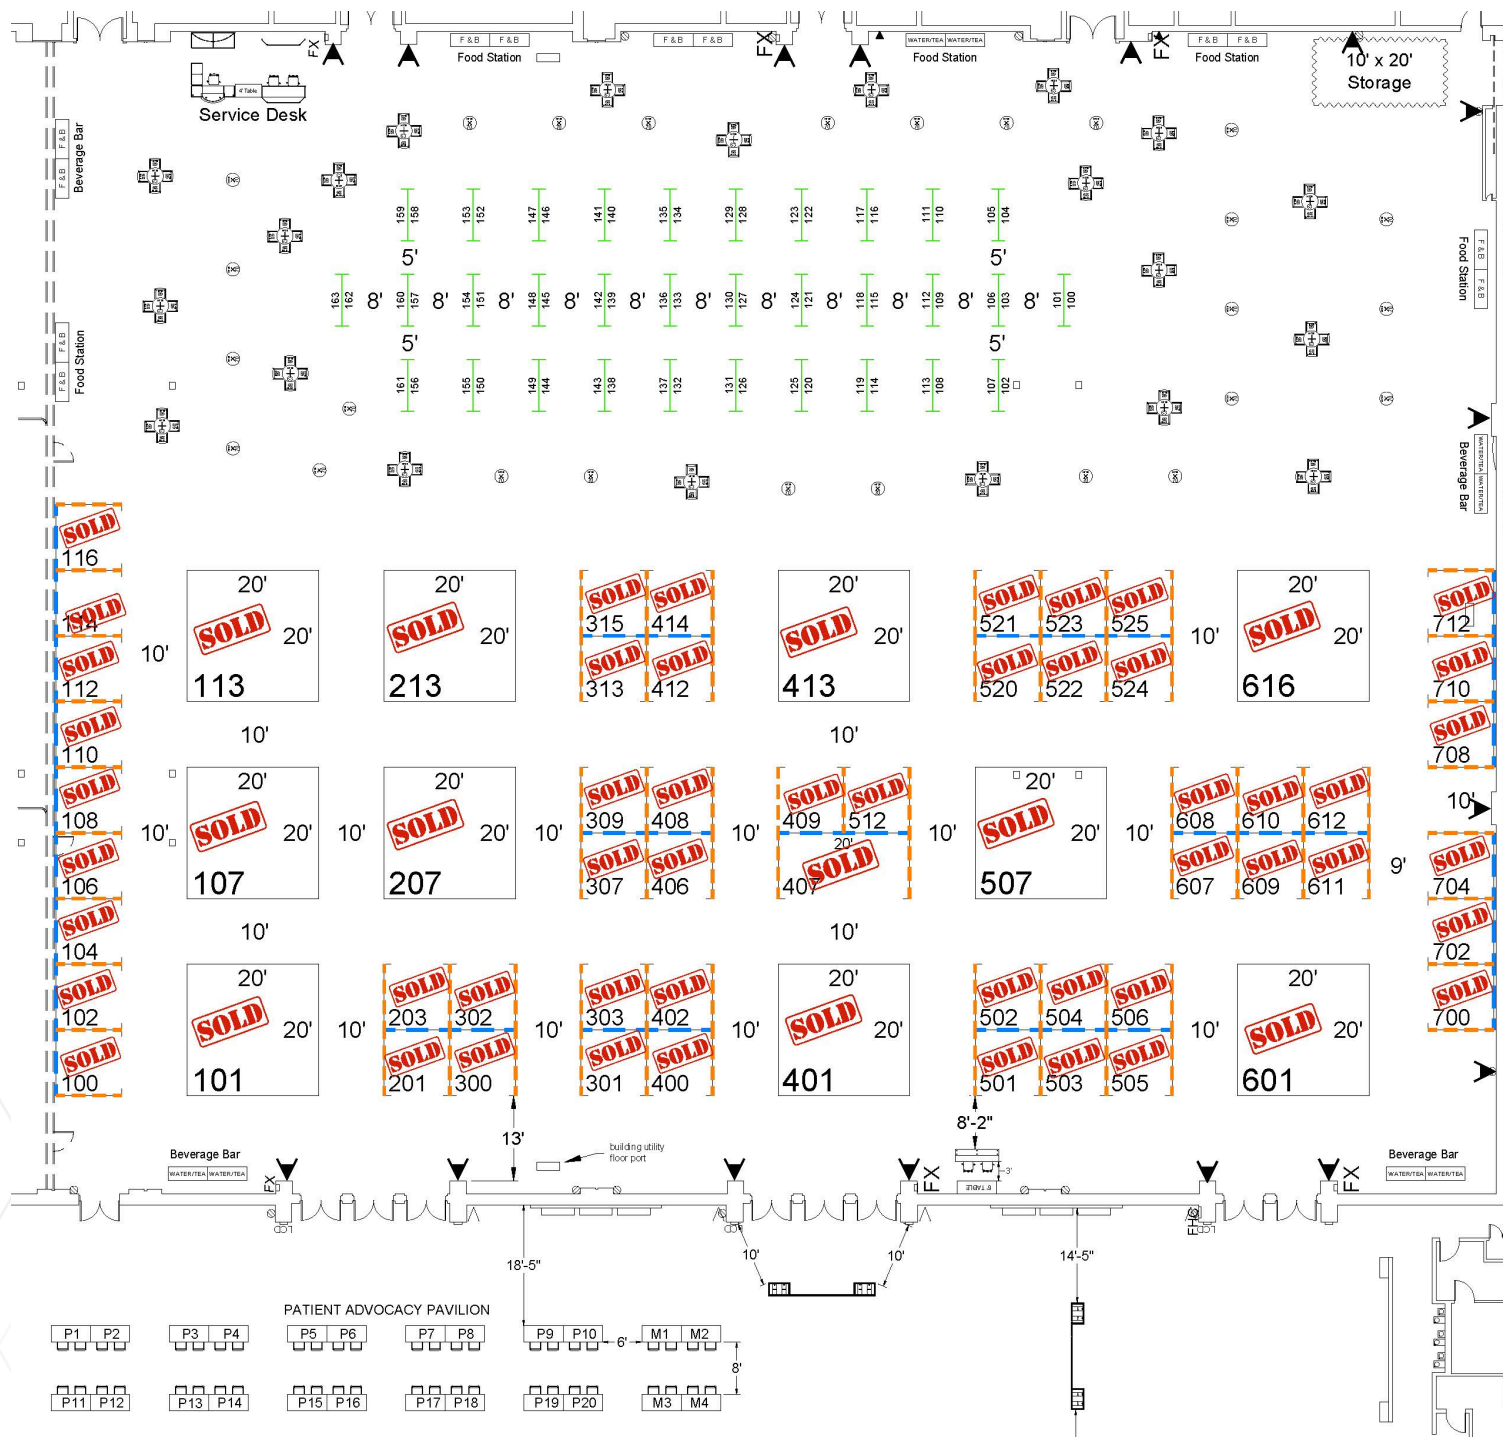 FX
F & B F & B
Food Station
F & B F & B
FX
WATER/TEA WATER/TEA
Food Station
FX
F & B F & B
Food Station
10' x 20'
Storage
4' Table
Service Desk
F & B F & B
Beverage Bar
159 158
153 152
147 146
141 140
135 134
129 128
123 122
117 116
111 110
105 104
5'
5'
Food Station
F & B F & B
163 162
8'
160 157
8'
154 151
8'
148 145
8'
142 139
8'
136 133
8'
130 127
8'
124 121
8'
118 115
8'
112 109
8'
106 103
8'
101 100
5'
5'
F & B F & B
Food Station
161 156
155 150
149 144
143 138
137 132
131 126
125 120
119 114
113 108
107 102
Beverage Bar
WATER/TEA WATER/TEA
SOLD
116
SOLD
114
SOLD
112
SOLD
110
SOLD
108
SOLD
106
SOLD
104
SOLD
102
SOLD
100
10'
20'
SOLD
20'
113
20'
SOLD
20'
213
SOLD SOLD
315 414
SOLD SOLD
313 412
20'
SOLD
20'
413
SOLD SOLD SOLD
521 523 525
SOLD SOLD SOLD
520 522 524
10'
20'
SOLD
20'
616
SOLD
712
SOLD
710
SOLD
708
10'
10'
10'
10'
20'
SOLD
20'
107
10'
20'
SOLD
20'
207
10'
SOLD SOLD
309 408
SOLD SOLD
307 406
10'
SOLD SOLD
409 512
20'
SOLD
407
10'
20'
SOLD
20'
507
10'
SOLD SOLD SOLD
608 610 612
SOLD SOLD SOLD
607 609 611
9'
SOLD
704
SOLD
702
SOLD
700
10'
10'
20'
SOLD
20'
101
10'
SOLD SOLD
203 302
SOLD SOLD
201 300
10'
SOLD SOLD
303 402
SOLD SOLD
301 400
10'
20'
SOLD
20'
401
SOLD SOLD SOLD
502 504 506
SOLD SOLD SOLD
501 503 505
10'
20'
SOLD
20'
601
13'
8'-2"
building utility
floor port
Beverage Bar
WATER/TEA WATER/TEA
FX
3'
8' TABLE
FX
FX
Beverage Bar
WATER/TEA WATER/TEA
FHC
18'-5"
10'
10'
14'-5"
PATIENT ADVOCACY PAVILION
P1 P2
P3 P4
P5 P6
P7 P8
P9 P10
6'
M1 M2
8'
P11 P12
P13 P14
P15 P16
P17 P18
P19 P20
M3 M4